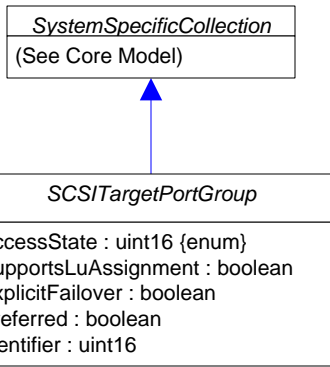 SystemSpecificCollection
(See Core Model)
SCSITargetPortGroup
ccessState : uint16 {enum}
upportsLuAssignment : boolean
xplicitFailover : boolean
eferred : boolean
entifier : uint16